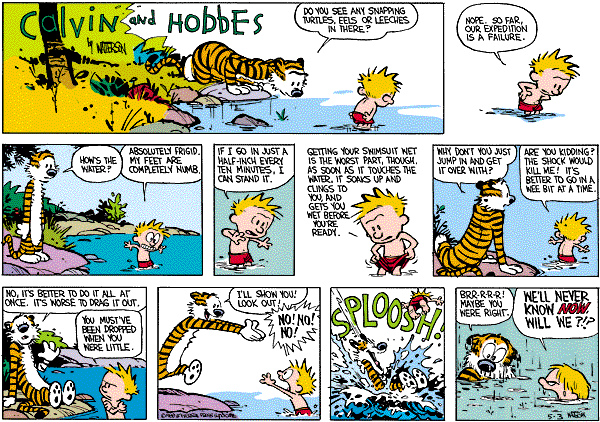 CALVIN and HOBBES
by WATTERSON
DO YOU SEE ANY SNAPPING
TURTLES, EELS OR LEECHES
IN THERE?
NOPE. SO FAR,
OUR EXPEDITION
IS A FAILURE.
HOW'S THE
WATER?
ABSOLUTELY FRIGID.
MY FEET ARE
COMPLETELY NUMB.
IF I GO IN JUST A
HALF-INCH EVERY
TEN MINUTES, I
CAN STAND IT.
GETTING YOUR SWIMSUIT WET
IS THE WORST PART, THOUGH.
AS SOON AS IT TOUCHES THE
WATER, IT SOAKS UP AND
CLINGS TO
YOU, AND
GETS YOU
WET BEFORE
YOU'RE
READY.
WHY DON'T YOU JUST
JUMP IN AND GET
IT OVER WITH?
ARE YOU KIDDING?
THE SHOCK WOULD
KILL ME! IT'S
BETTER TO GO IN A
WEE BIT AT A TIME.
NO, IT'S BETTER TO DO IT ALL AT
ONCE. IT'S WORSE TO DRAG IT OUT.
YOU MUST'VE
BEEN DROPPED
WHEN YOU
WERE LITTLE.
I'LL SHOW YOU!
LOOK OUT!
NO! NO!
NO!
SPLOOSH!
BRR-R-R-R!
MAYBE YOU
WERE RIGHT.
WE'LL NEVER
KNOW NOW,
WILL WE?!?
5-3 WATTERSON